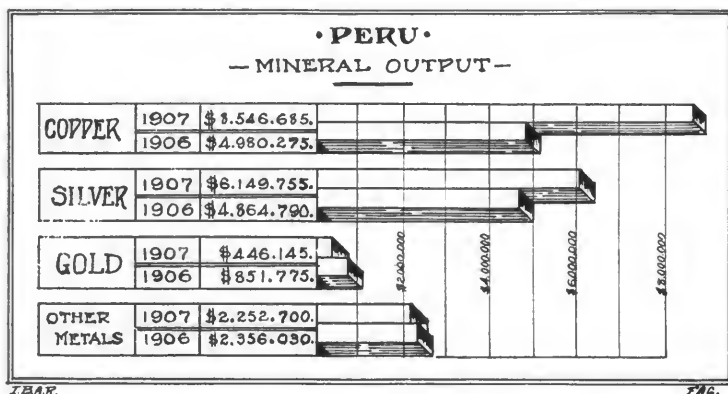 ·PERU·
—MINERAL OUTPUT—
COPPER
1907 $8.546.685.
1906 $4.980.275.
SILVER
1907 $6.149.755.
1906 $4.864.790.
GOLD
1907 $446.145.
1906 $851.775.
OTHER METALS
1907 $2.252.700.
1906 $2.356.030.
$2,000,000
$4,000,000
$6,000,000
$8,000,000
I.B.A.R.